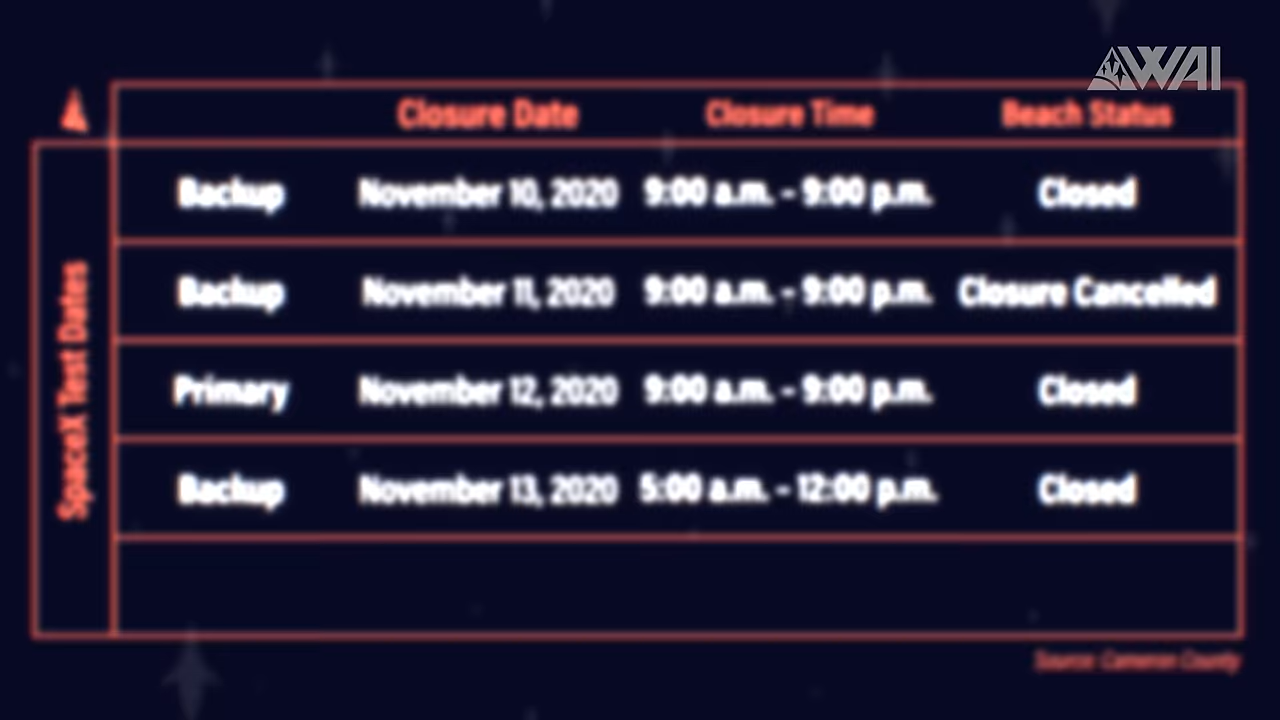 WAI
Closure Date Closure Time Beach Status
SpaceX Test Dates
Backup November 10, 2020 9:00 a.m. - 9:00 p.m. Closed
Backup November 11, 2020 9:00 a.m. - 9:00 p.m. Closure Cancelled
Primary November 12, 2020 9:00 a.m. - 9:00 p.m. Closed
Backup November 13, 2020 5:00 a.m. - 12:00 p.m. Closed
Source: Cameron County